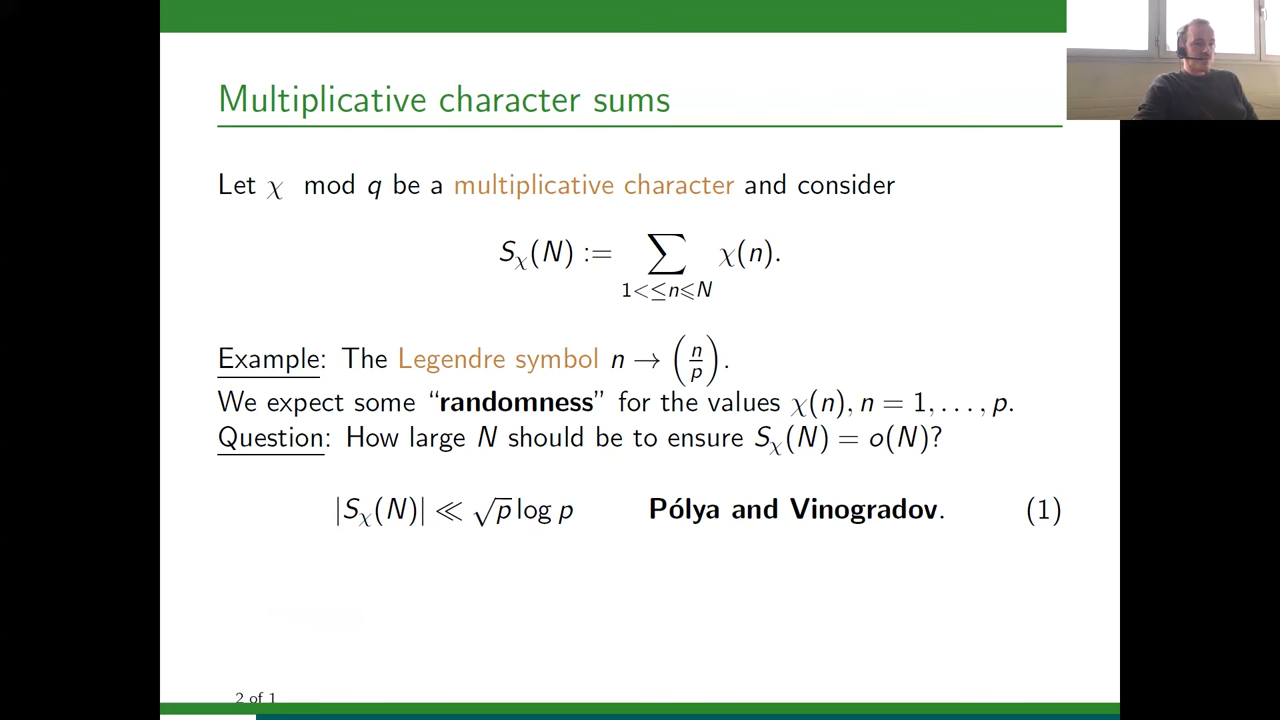 Multiplicative character sums
Let χ mod q be a multiplicative character and consider
S_χ(N) := ∑_{1<≤n⩽N} χ(n).
Example: The Legendre symbol n → (n/p).
We expect some “randomness” for the values χ(n), n = 1, . . . , p.
Question: How large N should be to ensure S_χ(N) = o(N)?
|S_χ(N)| ≪ √p log p Pólya and Vinogradov. (1)
2 of 1